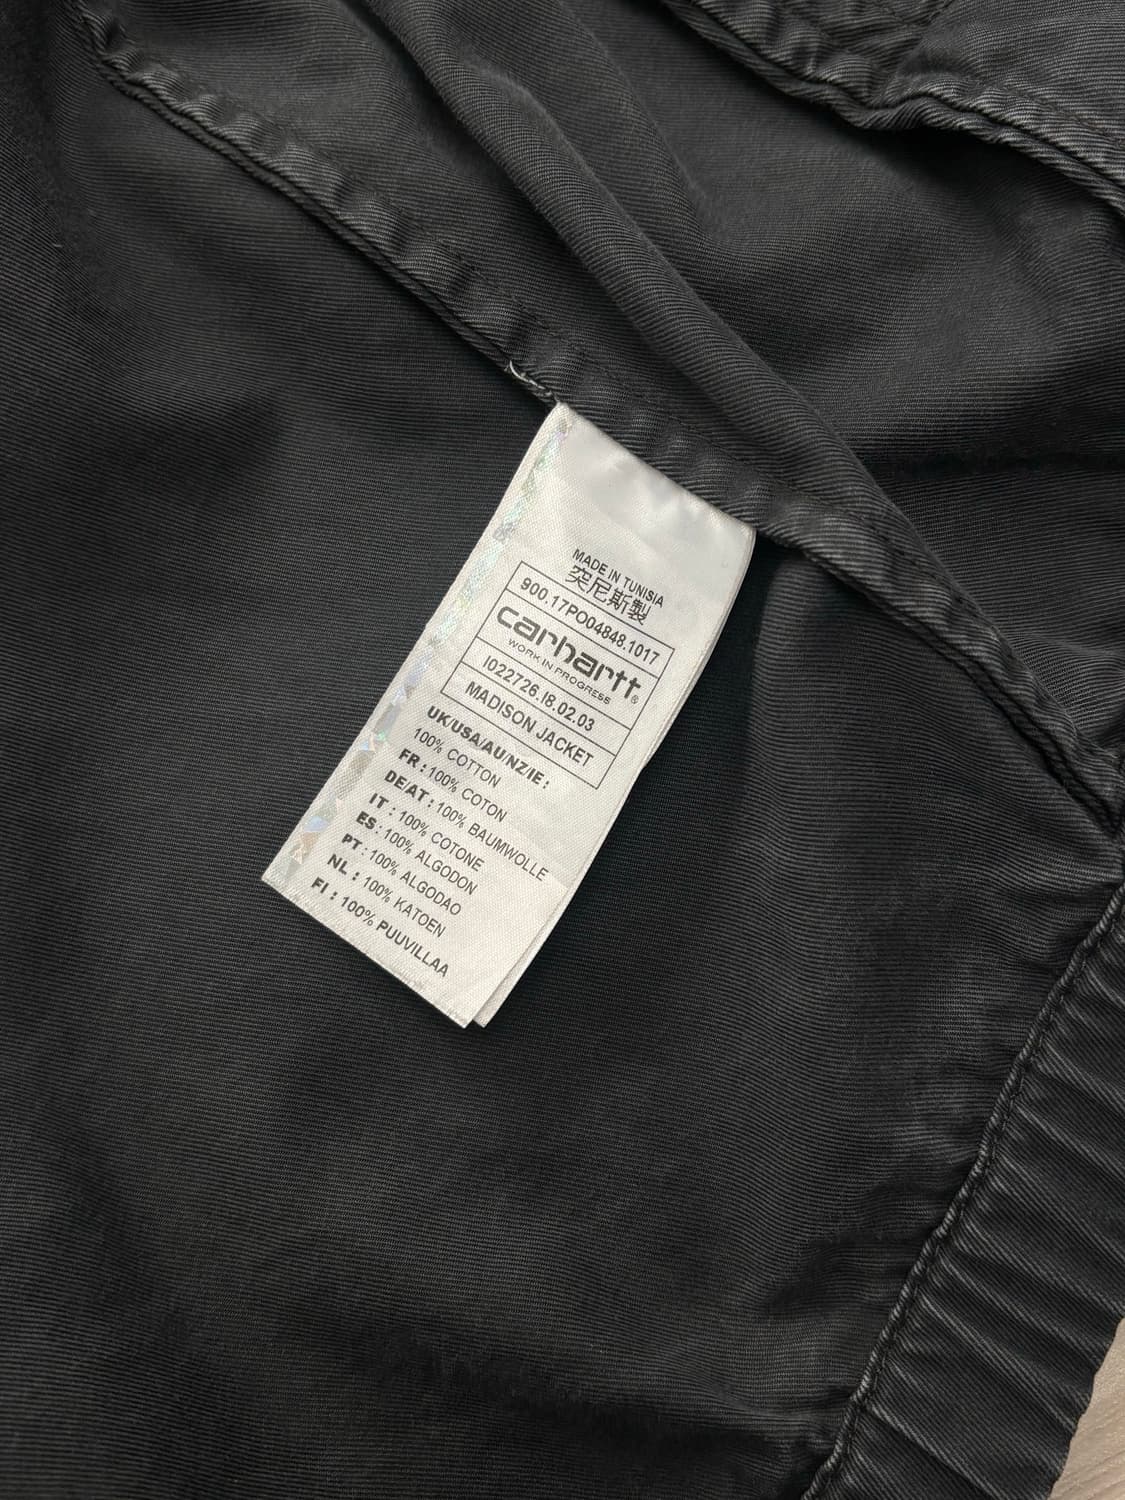 MADE IN TUNISIA
突尼斯製
900.17PO04848.1017
carhartt®
WORK IN PROGRESS
I022726.I8.02.03
MADISON JACKET
UK/USA/AU/NZ/IE:
100% COTTON
FR : 100% COTON
DE/AT : 100% BAUMWOLLE
IT : 100% COTONE
ES : 100% ALGODON
PT : 100% ALGODAO
NL : 100% KATOEN
FI : 100% PUUVILLAA